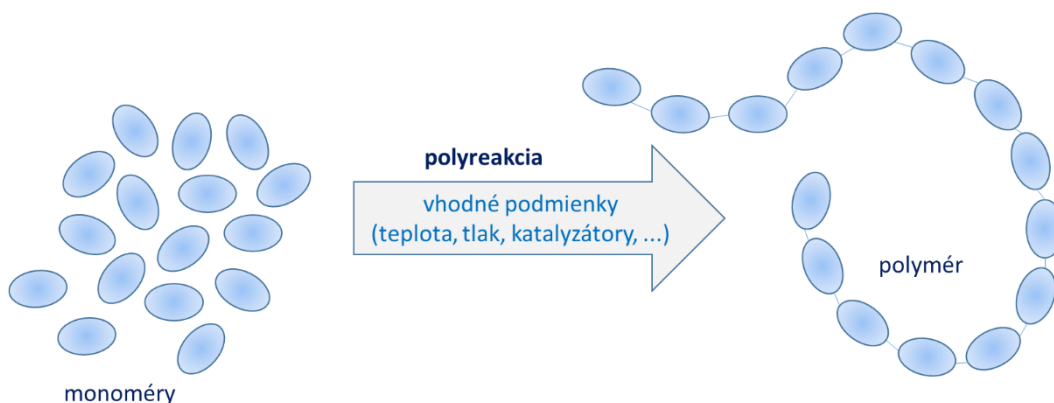 polyreakcia
vhodné podmienky
(teplota, tlak, katalyzátory, ...)
polymér
monoméry